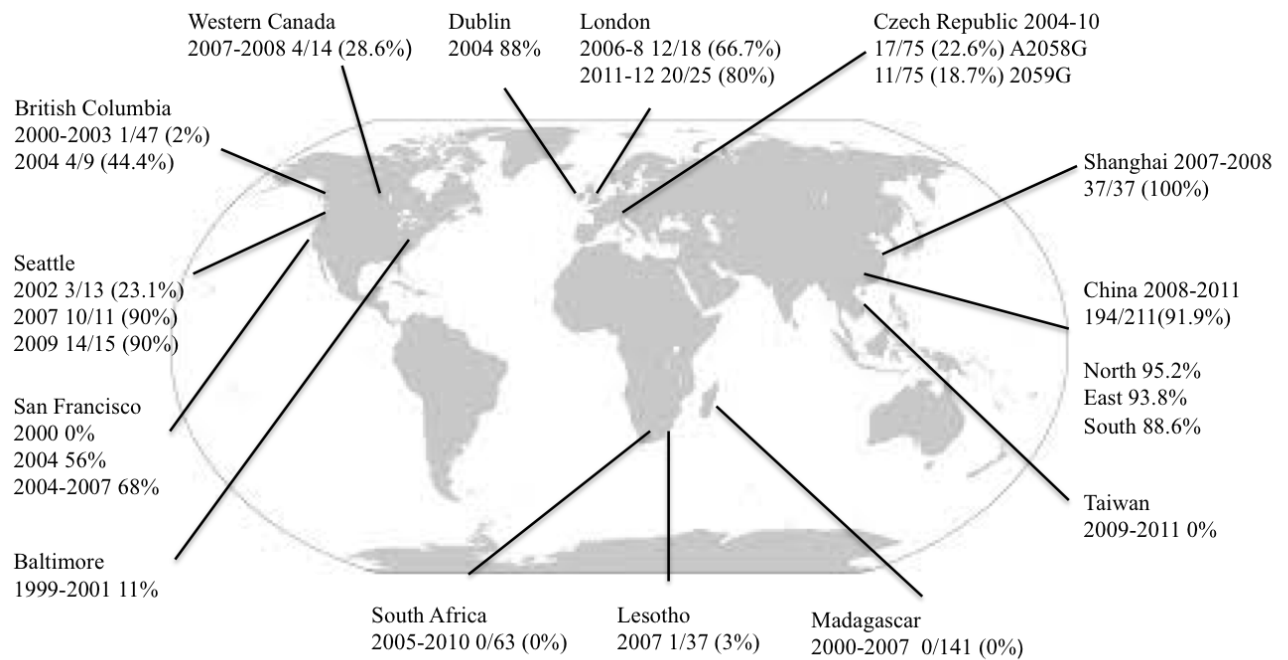 Western Canada
2007-2008 4/14 (28.6%)
Dublin
2004 88%
London
2006-8 12/18 (66.7%)
2011-12 20/25 (80%)
Czech Republic 2004-10
17/75 (22.6%) A2058G
11/75 (18.7%) 2059G
British Columbia
2000-2003 1/47 (2%)
2004 4/9 (44.4%)
Shanghai 2007-2008
37/37 (100%)
Seattle
2002 3/13 (23.1%)
2007 10/11 (90%)
2009 14/15 (90%)
China 2008-2011
194/211(91.9%)
North 95.2%
East 93.8%
South 88.6%
San Francisco
2000 0%
2004 56%
2004-2007 68%
Taiwan
2009-2011 0%
Baltimore
1999-2001 11%
South Africa
2005-2010 0/63 (0%)
Lesotho
2007 1/37 (3%)
Madagascar
2000-2007 0/141 (0%)